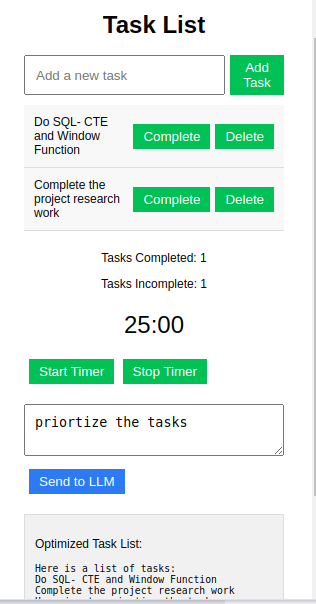 Task List
Add a new task
Add
Task
Do SQL- CTE
and Window
Function
Complete
Delete
Complete the
project research
work
Complete
Delete
Tasks Completed: 1
Tasks Incomplete: 1
25:00
Start Timer
Stop Timer
priortize the tasks
Send to LLM
Optimized Task List:
Here is a list of tasks:
Do SQL- CTE and Window Function
Complete the project research work